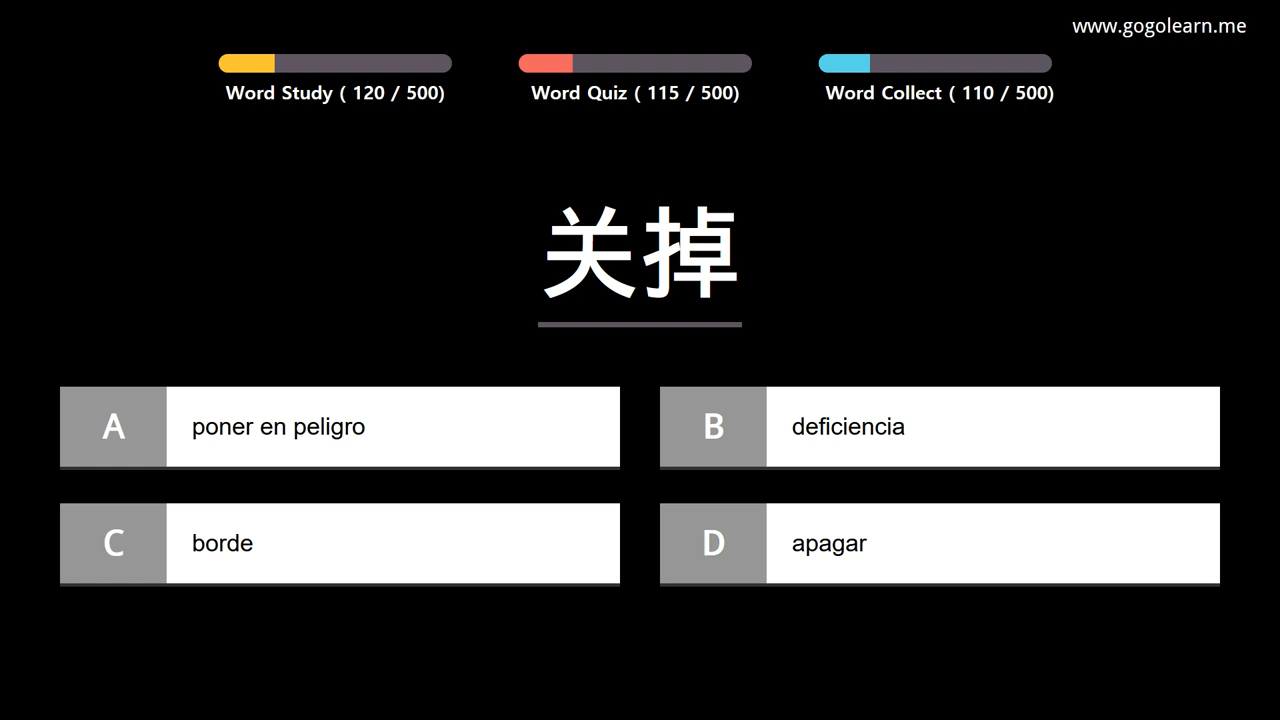 www.gogolearn.me
Word Study ( 120 / 500)
Word Quiz ( 115 / 500)
Word Collect ( 110 / 500)
关掉
A poner en peligro
B deficiencia
C borde
D apagar